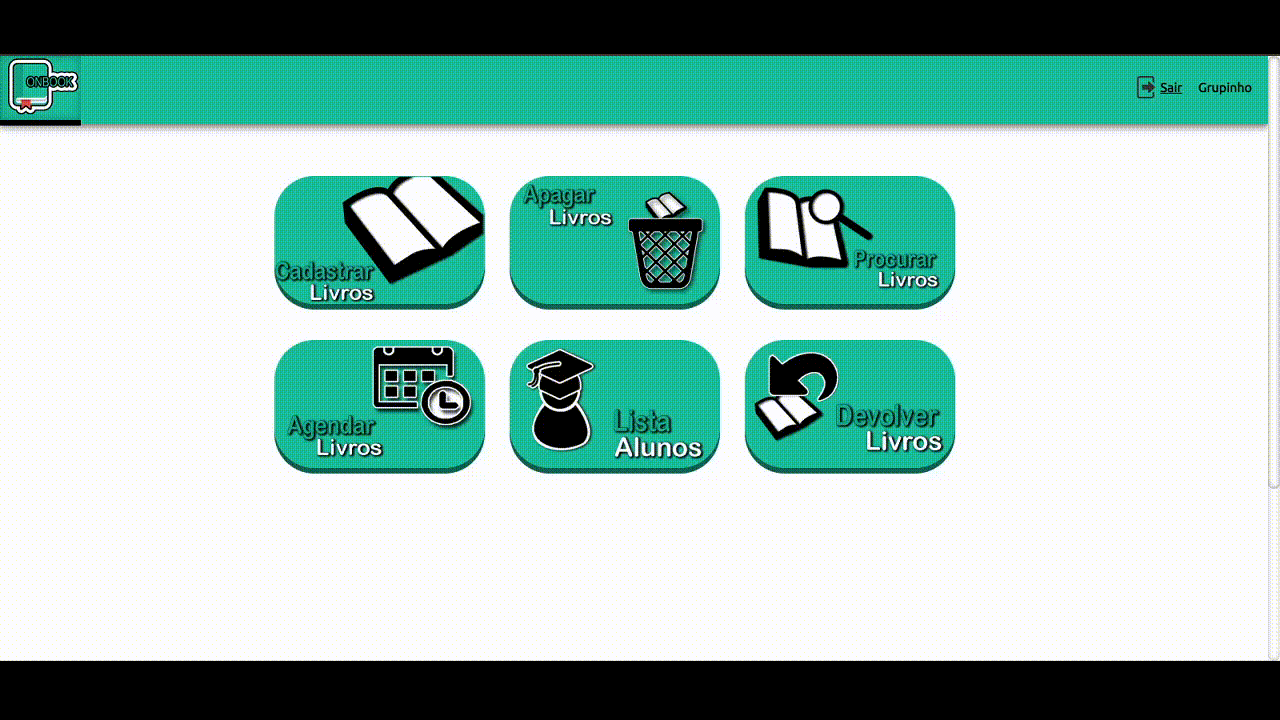 ONBOOK
Sair Grupinho
Cadastrar
Livros
Apagar
Livros
Procurar
Livros
Agendar
Livros
Lista
Alunos
Devolver
Livros